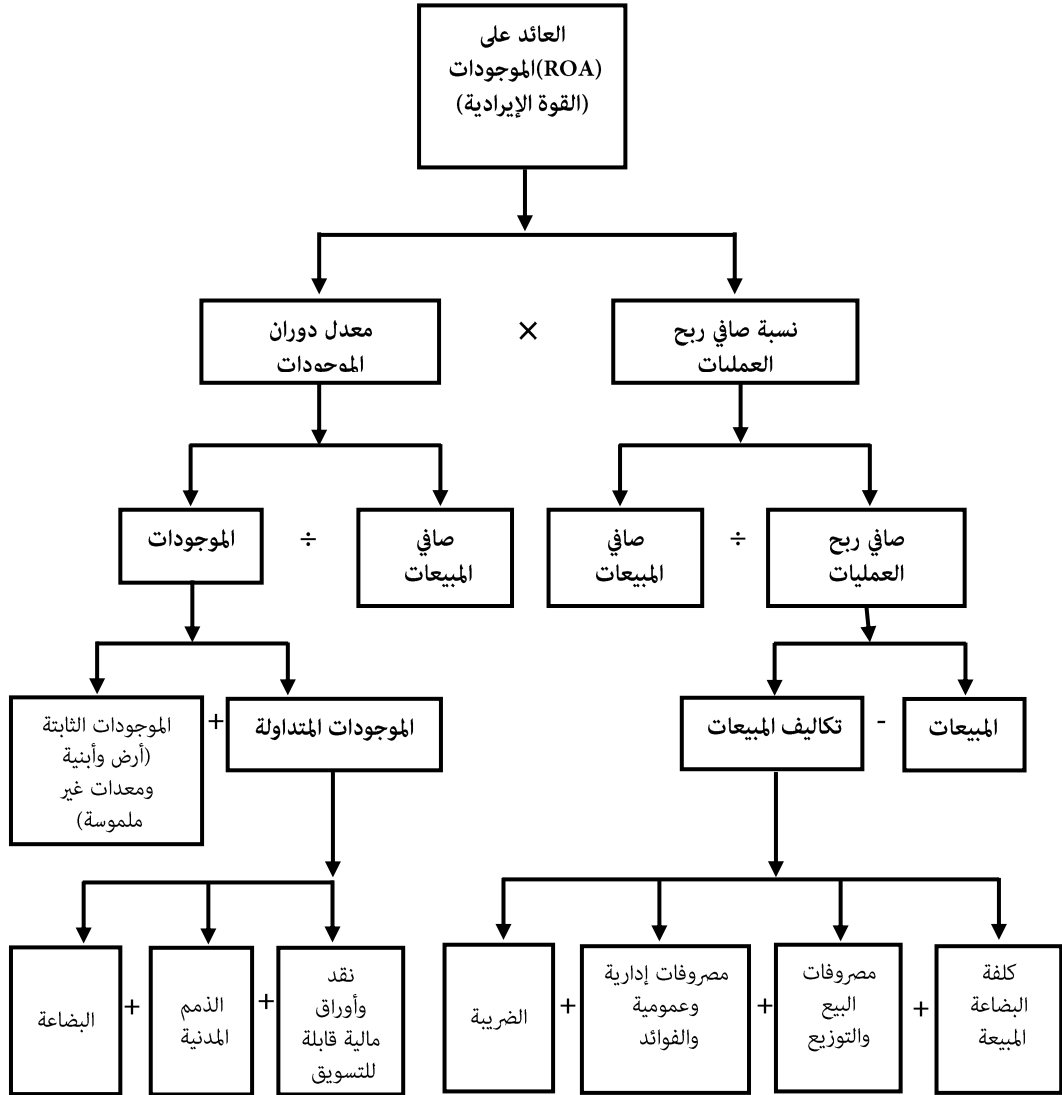 العائد على
الموجودات(ROA)
(القوة الإيرادية)
نسبة صافي ربح
العمليات
×
معدل دوران
الموجودات
صافي ربح
العمليات
÷
صافي
المبيعات
صافي
المبيعات
÷
الموجودات
المبيعات
-
تكاليف المبيعات
الموجودات المتداولة
+
الموجودات الثابتة
(أرض وأبنية
ومعدات غير
ملموسة)
كلفة
البضاعة
المبيعة
+
مصروفات
البيع
والتوزيع
+
مصروفات إدارية
وعمومية
والفوائد
+
الضريبة
نقد
وأوراق
مالية قابلة
للتسويق
+
الذمم
المدنية
+
البضاعة